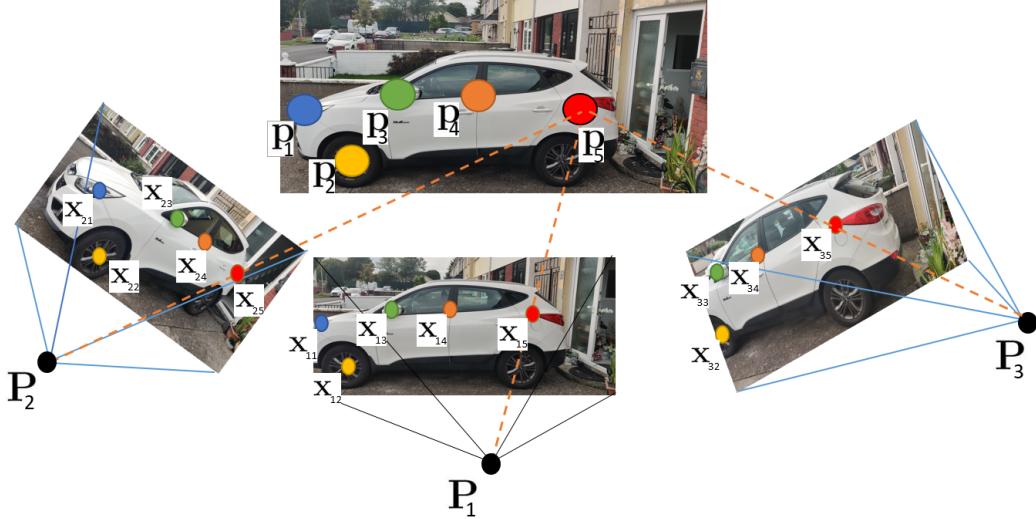 p₁
p₂
p₃
p₄
p₅
x₂₁
x₂₂
x₂₃
x₂₄
x₂₅
x₁₁
x₁₂
x₁₃
x₁₄
x₁₅
x₃₂
x₃₃
x₃₄
x₃₅
P₂
P₁
P₃